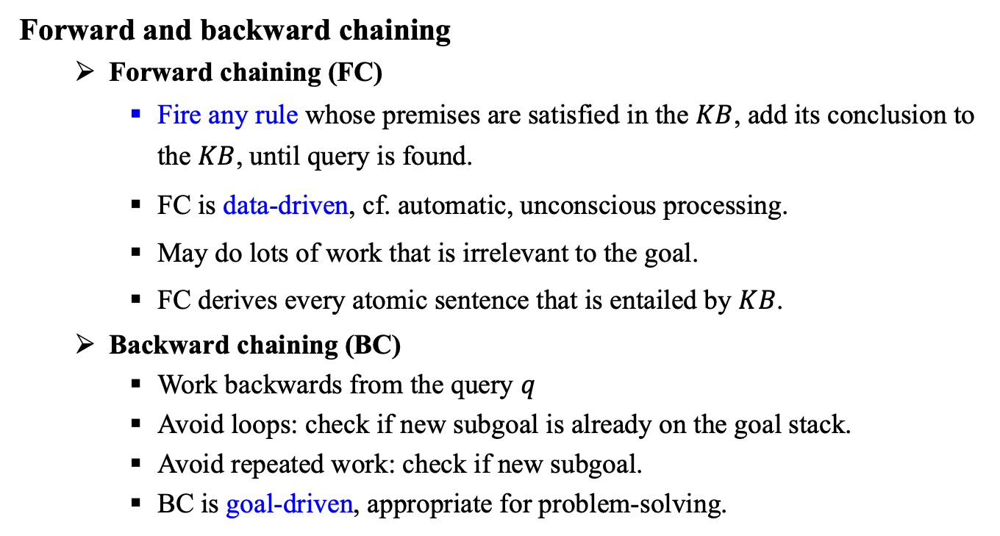 Forward and backward chaining
➢ Forward chaining (FC)
▪ Fire any rule whose premises are satisfied in the KB, add its conclusion to
the KB, until query is found.
▪ FC is data-driven, cf. automatic, unconscious processing.
▪ May do lots of work that is irrelevant to the goal.
▪ FC derives every atomic sentence that is entailed by KB.
➢ Backward chaining (BC)
▪ Work backwards from the query q
▪ Avoid loops: check if new subgoal is already on the goal stack.
▪ Avoid repeated work: check if new subgoal.
▪ BC is goal-driven, appropriate for problem-solving.